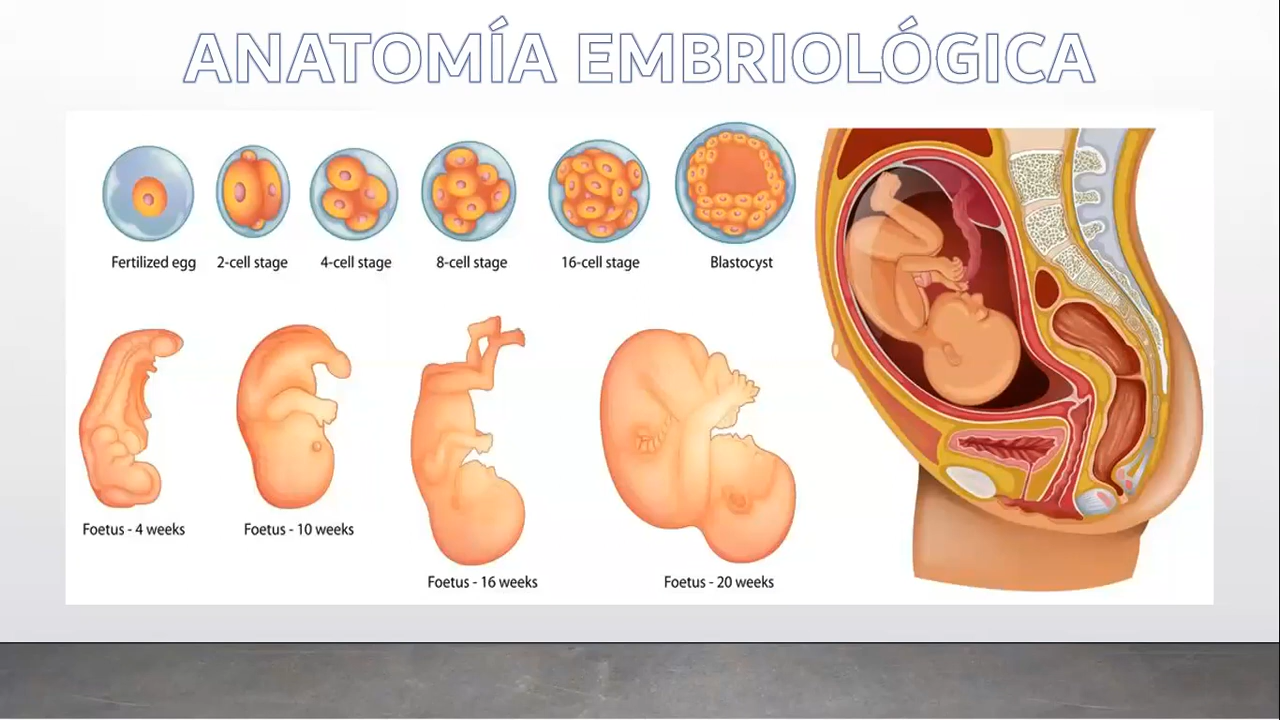 ANATOMÍA EMBRIOLÓGICA
Fertilized egg
2-cell stage
4-cell stage
8-cell stage
16-cell stage
Blastocyst
Foetus - 4 weeks
Foetus - 10 weeks
Foetus - 16 weeks
Foetus - 20 weeks